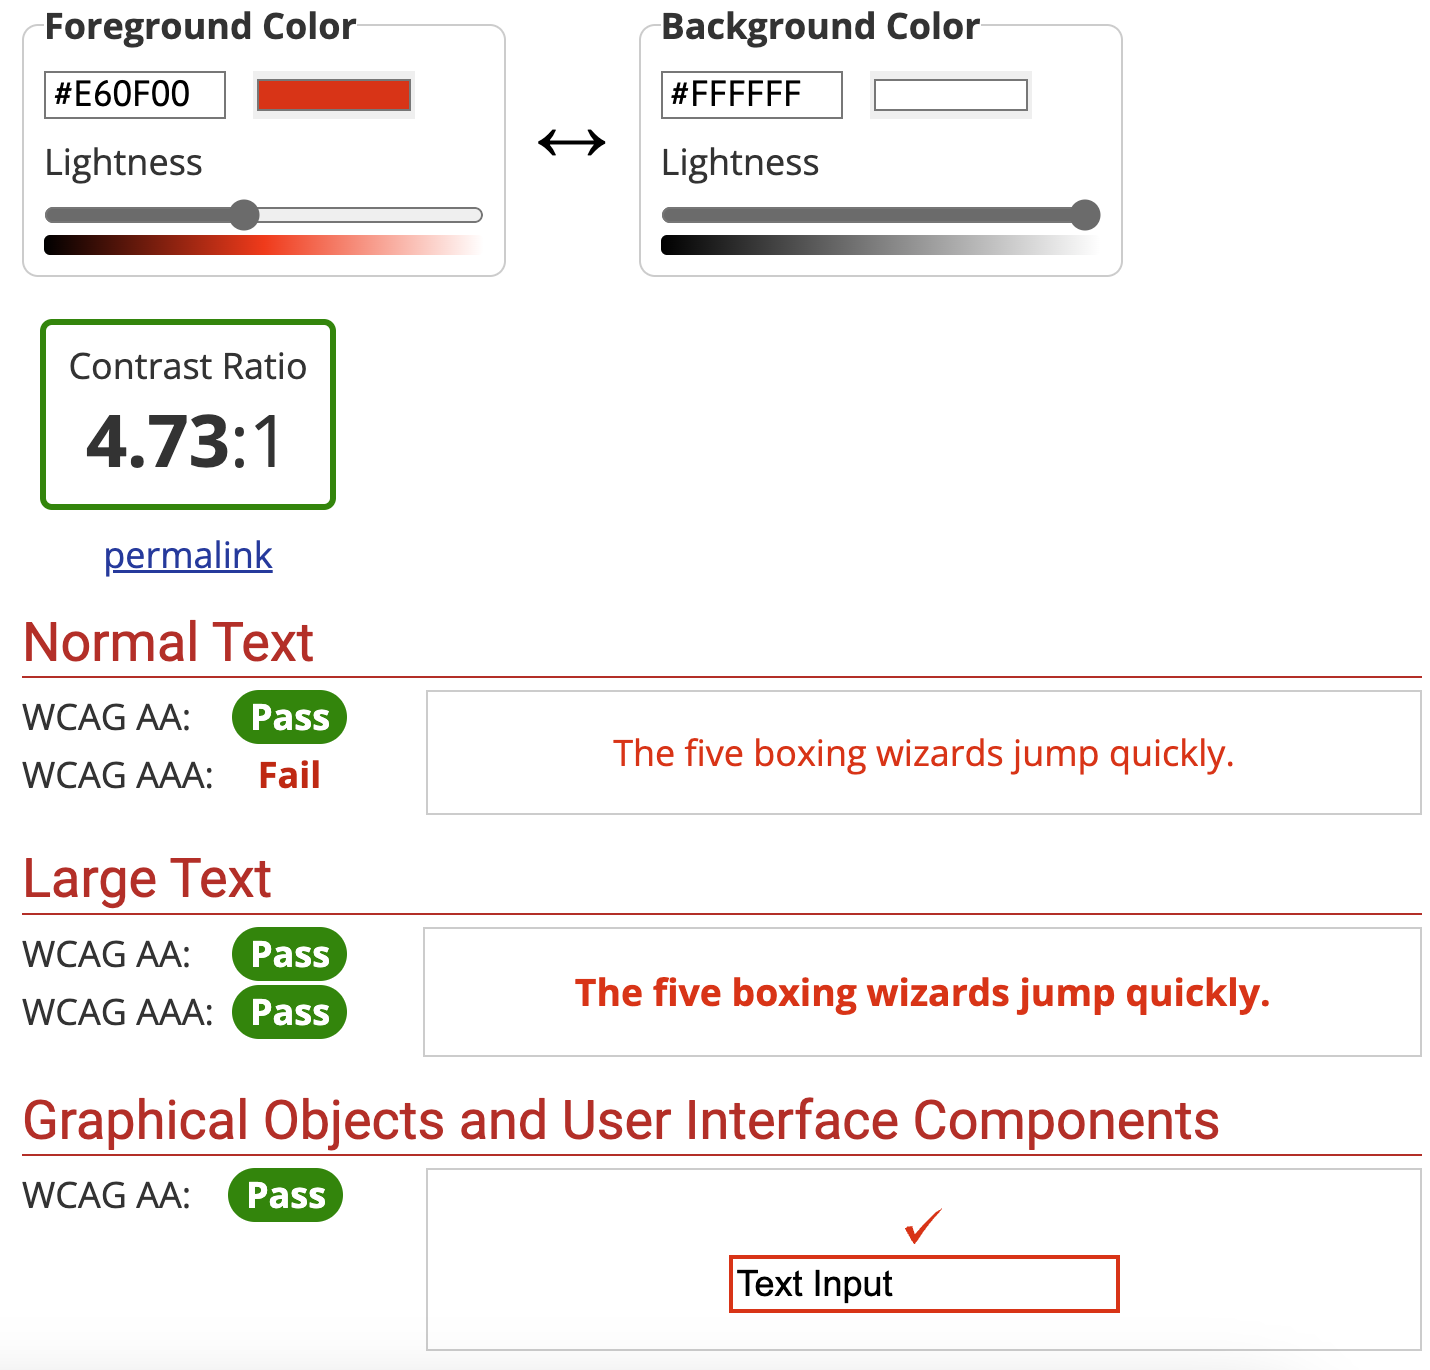 Foreground Color
#E60F00
Lightness
Background Color
#FFFFFF
Lightness
Contrast Ratio
4.73:1
permalink
Normal Text
WCAG AA: Pass
WCAG AAA: Fail
The five boxing wizards jump quickly.
Large Text
WCAG AA: Pass
WCAG AAA: Pass
The five boxing wizards jump quickly.
Graphical Objects and User Interface Components
WCAG AA: Pass
✓
Text Input